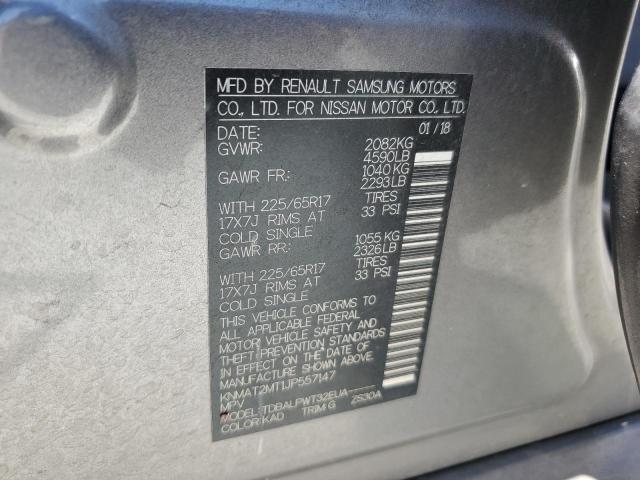 MFD BY RENAULT SAMSUNG MOTORS
CO., LTD. FOR NISSAN MOTOR CO., LTD.
DATE: 01/18
GVWR: 2082KG
4590LB
GAWR FR: 1040KG
2293LB
WITH 225/65R17 TIRES
17X7J RIMS AT 33 PSI
COLD SINGLE
GAWR RR: 1055KG
2326LB
WITH 225/65R17 TIRES
17X7J RIMS AT 33 PSI
COLD SINGLE
THIS VEHICLE CONFORMS TO
ALL APPLICABLE FEDERAL
MOTOR VEHICLE SAFETY, BUMPER AND
THEFT PREVENTION STANDARDS
IN EFFECT ON THE DATE OF
MANUFACTURE SHOWN ABOVE.
KNMAT2MT1JP557147
MPV
MODEL: TDBALPWT32EUA
COLOR: KAD TRIM: G ZS30A